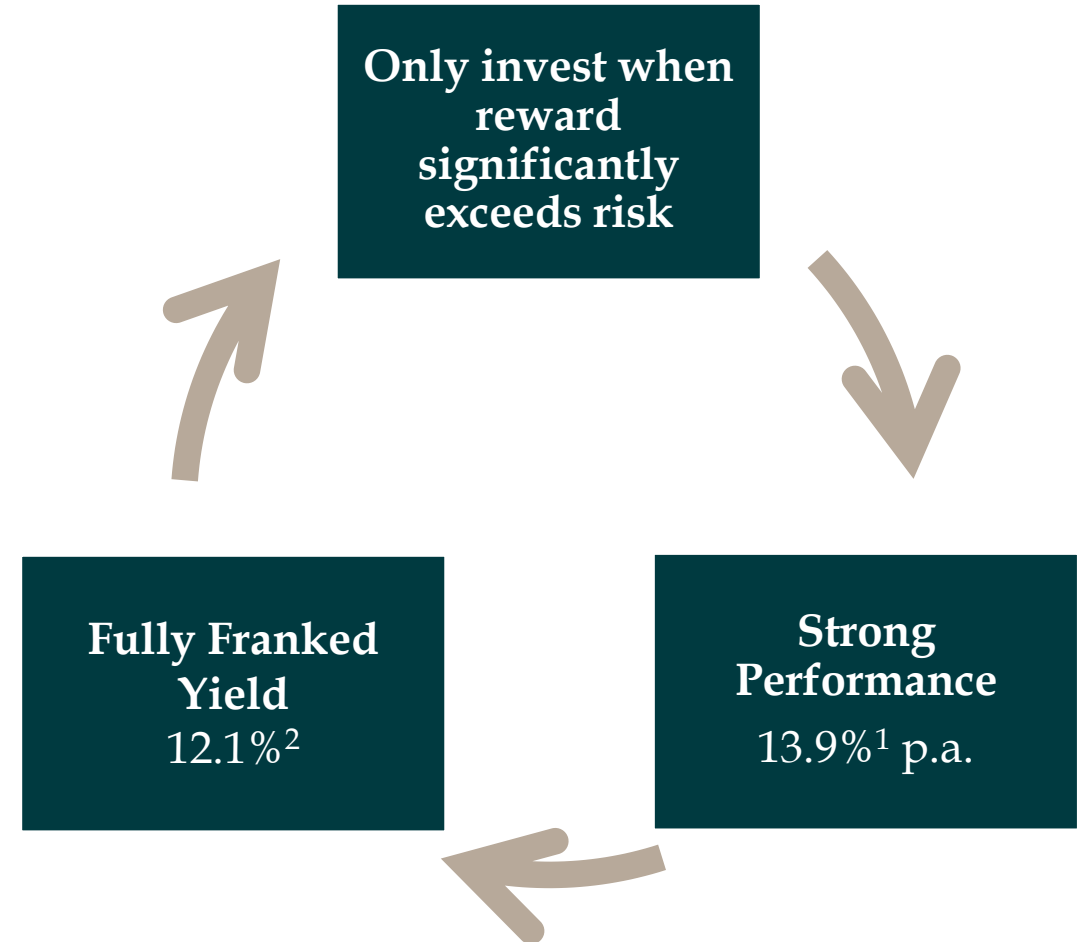 Only invest when
reward
significantly
exceeds risk
Strong
Performance
13.9%¹ p.a.
Fully Franked
Yield
12.1%²